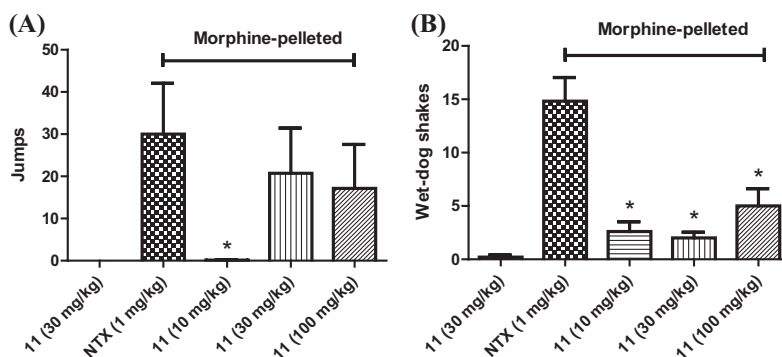 (A)
Morphine-pelleted
50
40
30
20
10
0
Jumps
*
11 (30 mg/kg)
NTX (1 mg/kg)
11 (10 mg/kg)
11 (30 mg/kg)
11 (100 mg/kg)
(B)
Morphine-pelleted
20
15
10
5
0
Wet-dog shakes
*
*
*
11 (30 mg/kg)
NTX (1 mg/kg)
11 (10 mg/kg)
11 (30 mg/kg)
11 (100 mg/kg)